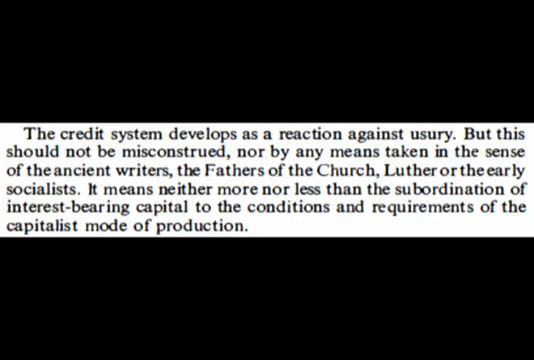 The credit system develops as a reaction against usury. But this
should not be misconstrued, nor by any means taken in the sense
of the ancient writers, the Fathers of the Church, Luther or the early
socialists. It means neither more nor less than the subordination of
interest-bearing capital to the conditions and requirements of the
capitalist mode of production.